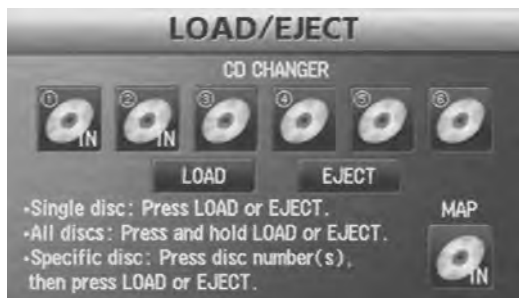 LOAD/EJECT
CD CHANGER
① ② ③ ④ ⑤ ⑥
IN IN
LOAD EJECT
•Single disc: Press LOAD or EJECT.
MAP
•All discs: Press and hold LOAD or EJECT.
•Specific disc: Press disc number(s),
then press LOAD or EJECT.
IN